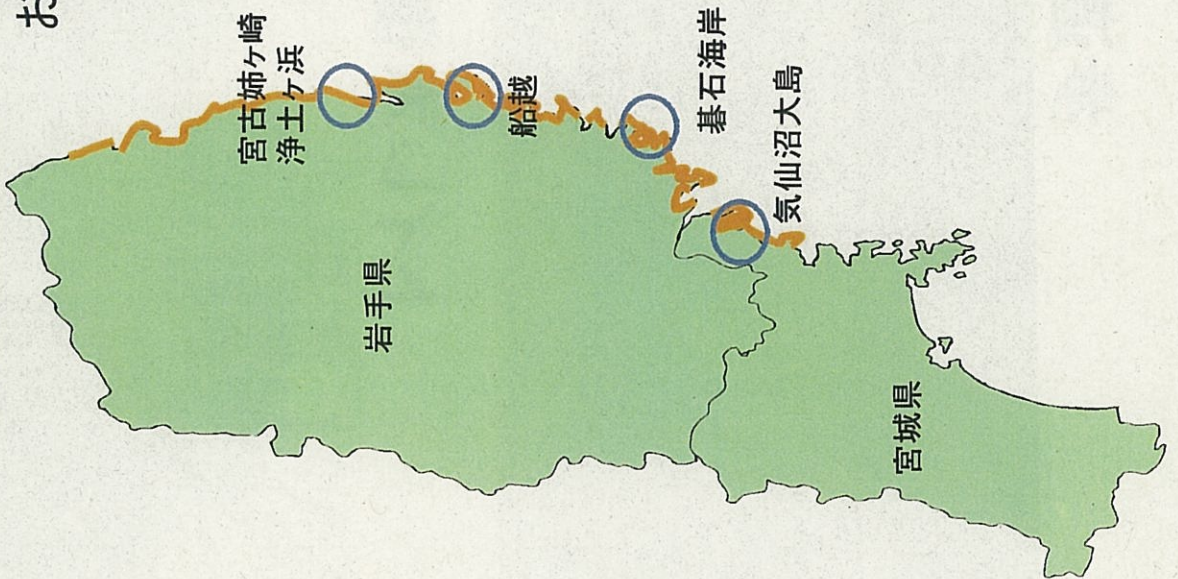 お
宮古姉ヶ崎
浄土ヶ浜
船越
碁石海岸
気仙沼大島
岩手県
宮城県